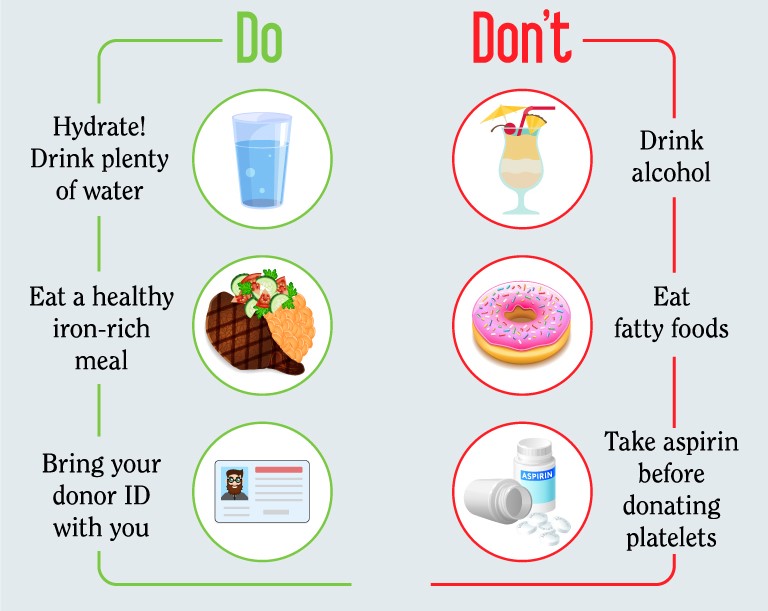 Do
Hydrate!
Drink plenty
of water
Eat a healthy
iron-rich
meal
Bring your
donor ID
with you
Don't
Drink
alcohol
Eat
fatty foods
ASPIRIN
Take aspirin
before
donating
platelets